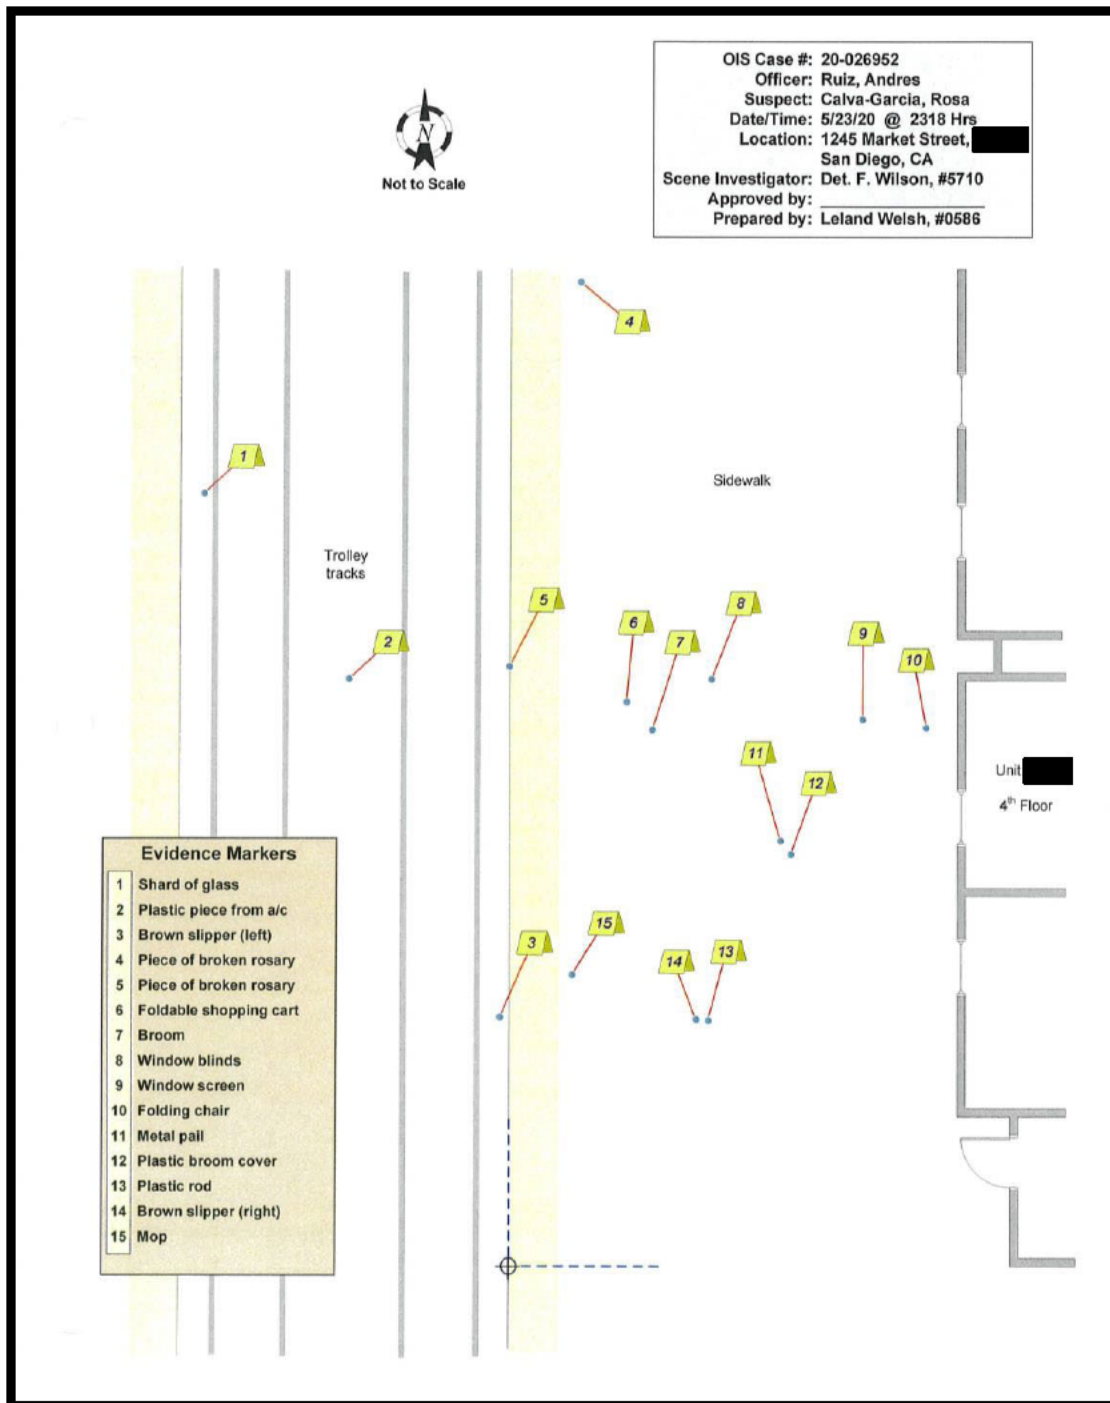 OIS Case #: 20-026952
Officer: Ruiz, Andres
Suspect: Calva-Garcia, Rosa
Date/Time: 5/23/20 @ 2318 Hrs
Location: 1245 Market Street,
San Diego, CA
Scene Investigator: Det. F. Wilson, #5710
Approved by:
Prepared by: Leland Welsh, #0586
N
Not to Scale
4
1
Sidewalk
Trolley
tracks
5
8
6
9
2
7
10
11
12
Unit
4th Floor
15
3
13
14
Evidence Markers
1 Shard of glass
2 Plastic piece from a/c
3 Brown slipper (left)
4 Piece of broken rosary
5 Piece of broken rosary
6 Foldable shopping cart
7 Broom
8 Window blinds
9 Window screen
10 Folding chair
11 Metal pail
12 Plastic broom cover
13 Plastic rod
14 Brown slipper (right)
15 Mop